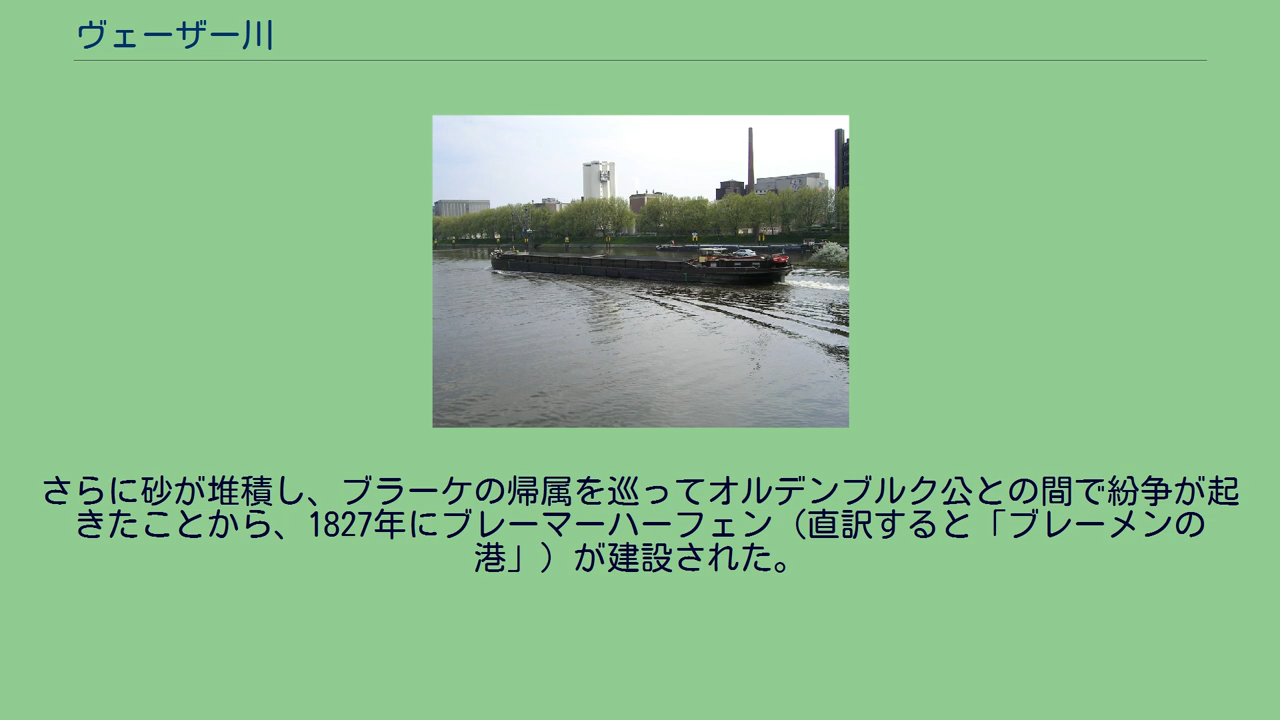 ヴェーザー川
さらに砂が堆積し、ブラーケの帰属を巡ってオルデンブルク公との間で紛争が起
きたことから、1827年にブレーマーハーフェン（直訳すると「ブレーメンの
港」）が建設された。